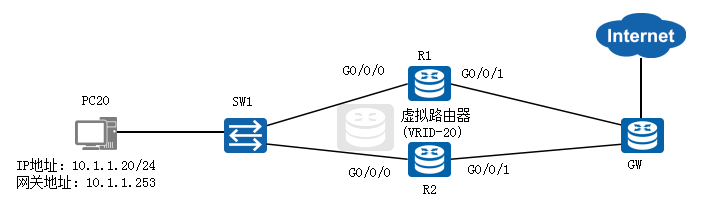 Internet
R1
G0/0/0
G0/0/1
PC20
SW1
虚拟路由器
(VRID-20)
IP地址: 10.1.1.20/24
网关地址: 10.1.1.253
G0/0/0
G0/0/1
R2
GW